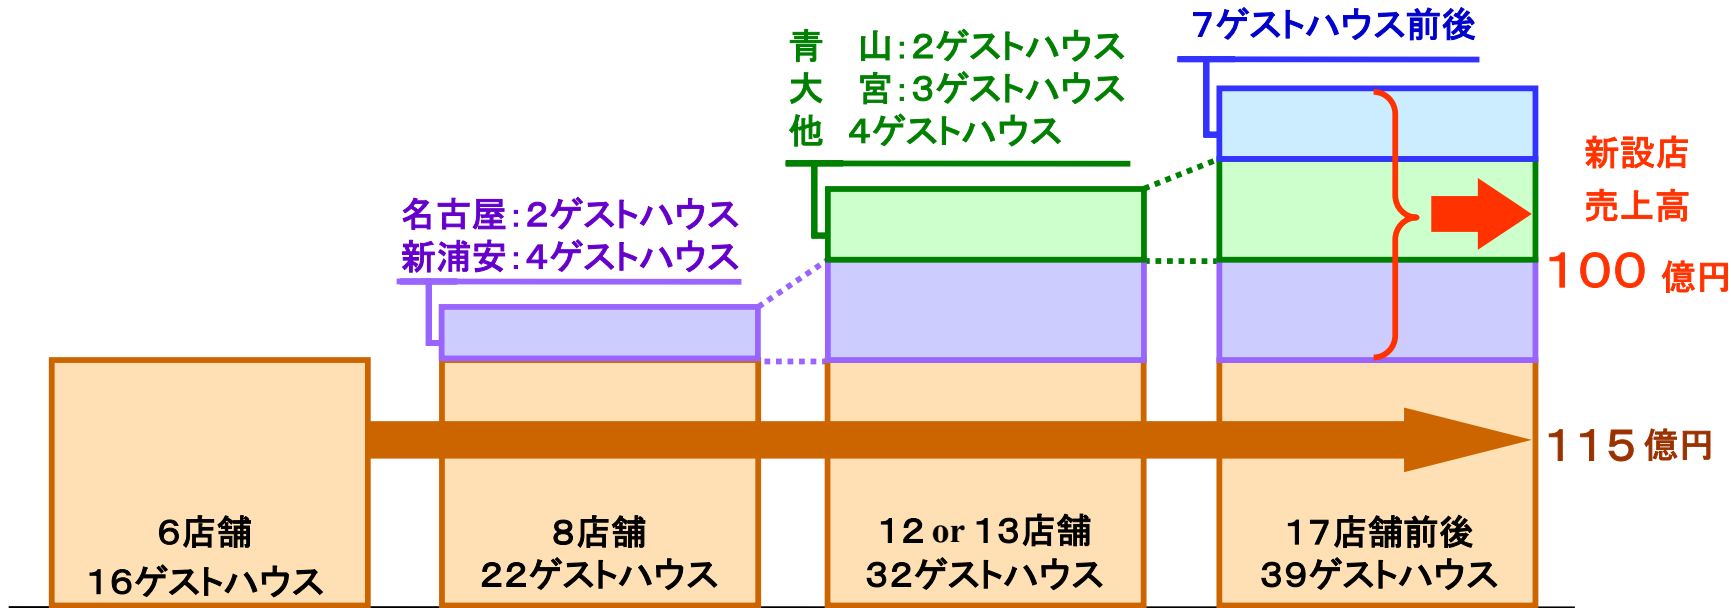 7ゲストハウス前後
青　山：2ゲストハウス
大　宮：3ゲストハウス
他　4ゲストハウス
名古屋：2ゲストハウス
新浦安：4ゲストハウス
新設店
売上高
100 億円
115 億円
6店舗
16ゲストハウス
8店舗
22ゲストハウス
12 or 13店舗
32ゲストハウス
17店舗前後
39ゲストハウス